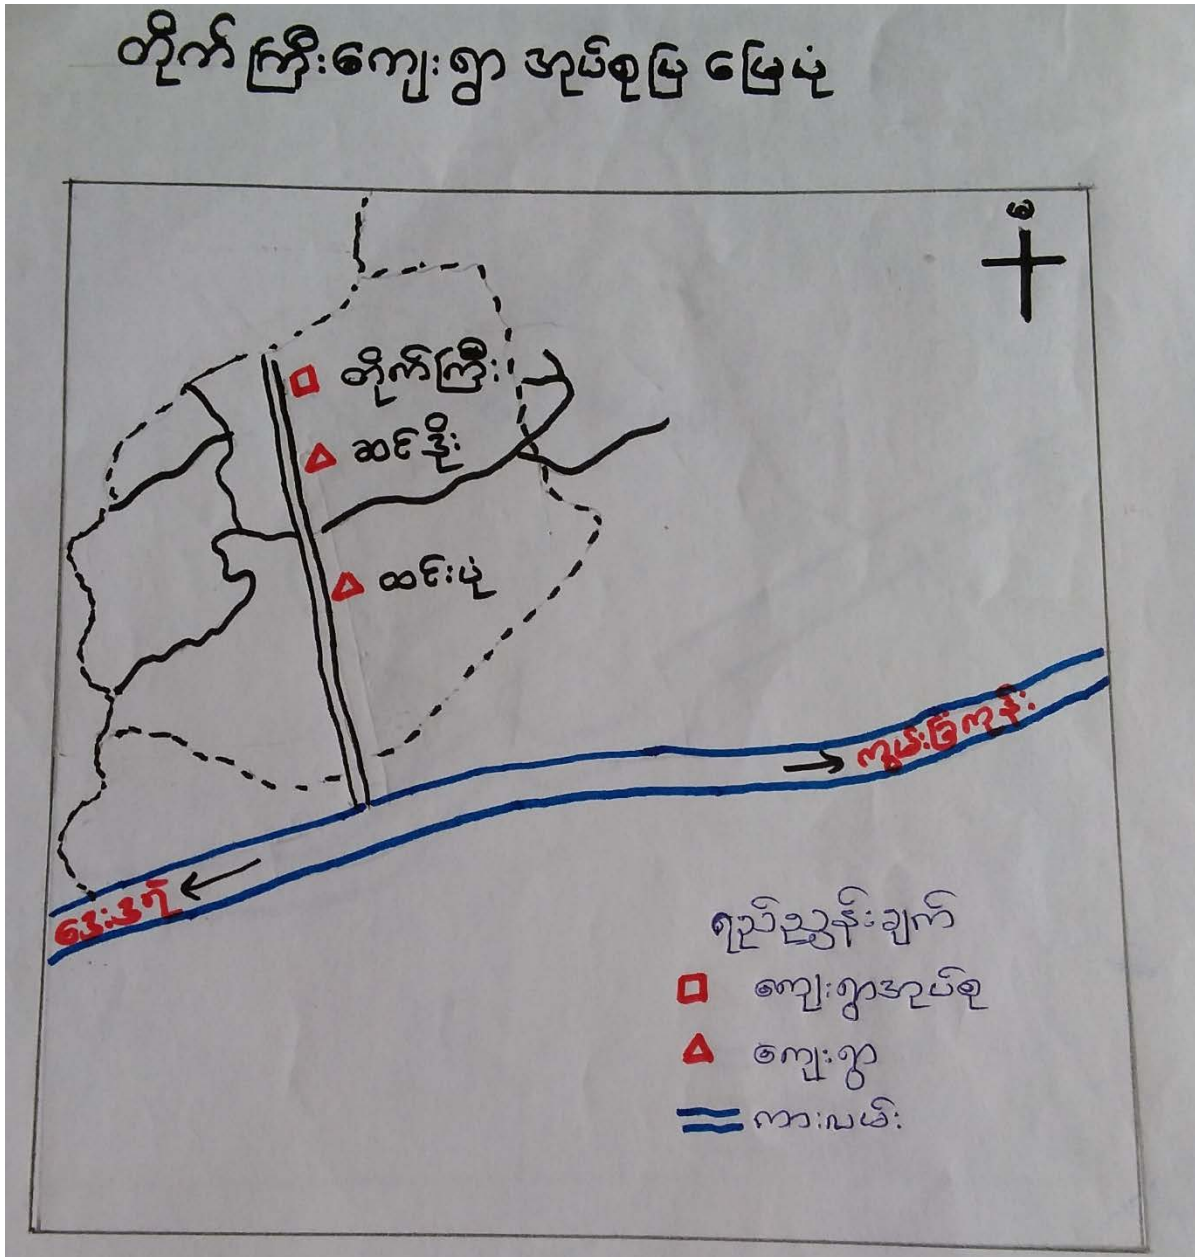 တိုက်ကြီးကျေးရွာ အုပ်စုပြ မြေပုံ
မ
တိုက်ကြီး
ဆင်ဒိုး
ထင်းပုံ
ကွမ်းခြံကုန်း
ဒေးဒရဲ
ရည်ညွှန်းချက်
ကျေးရွာအုပ်စု
ကျေးရွာ
ကားလမ်း